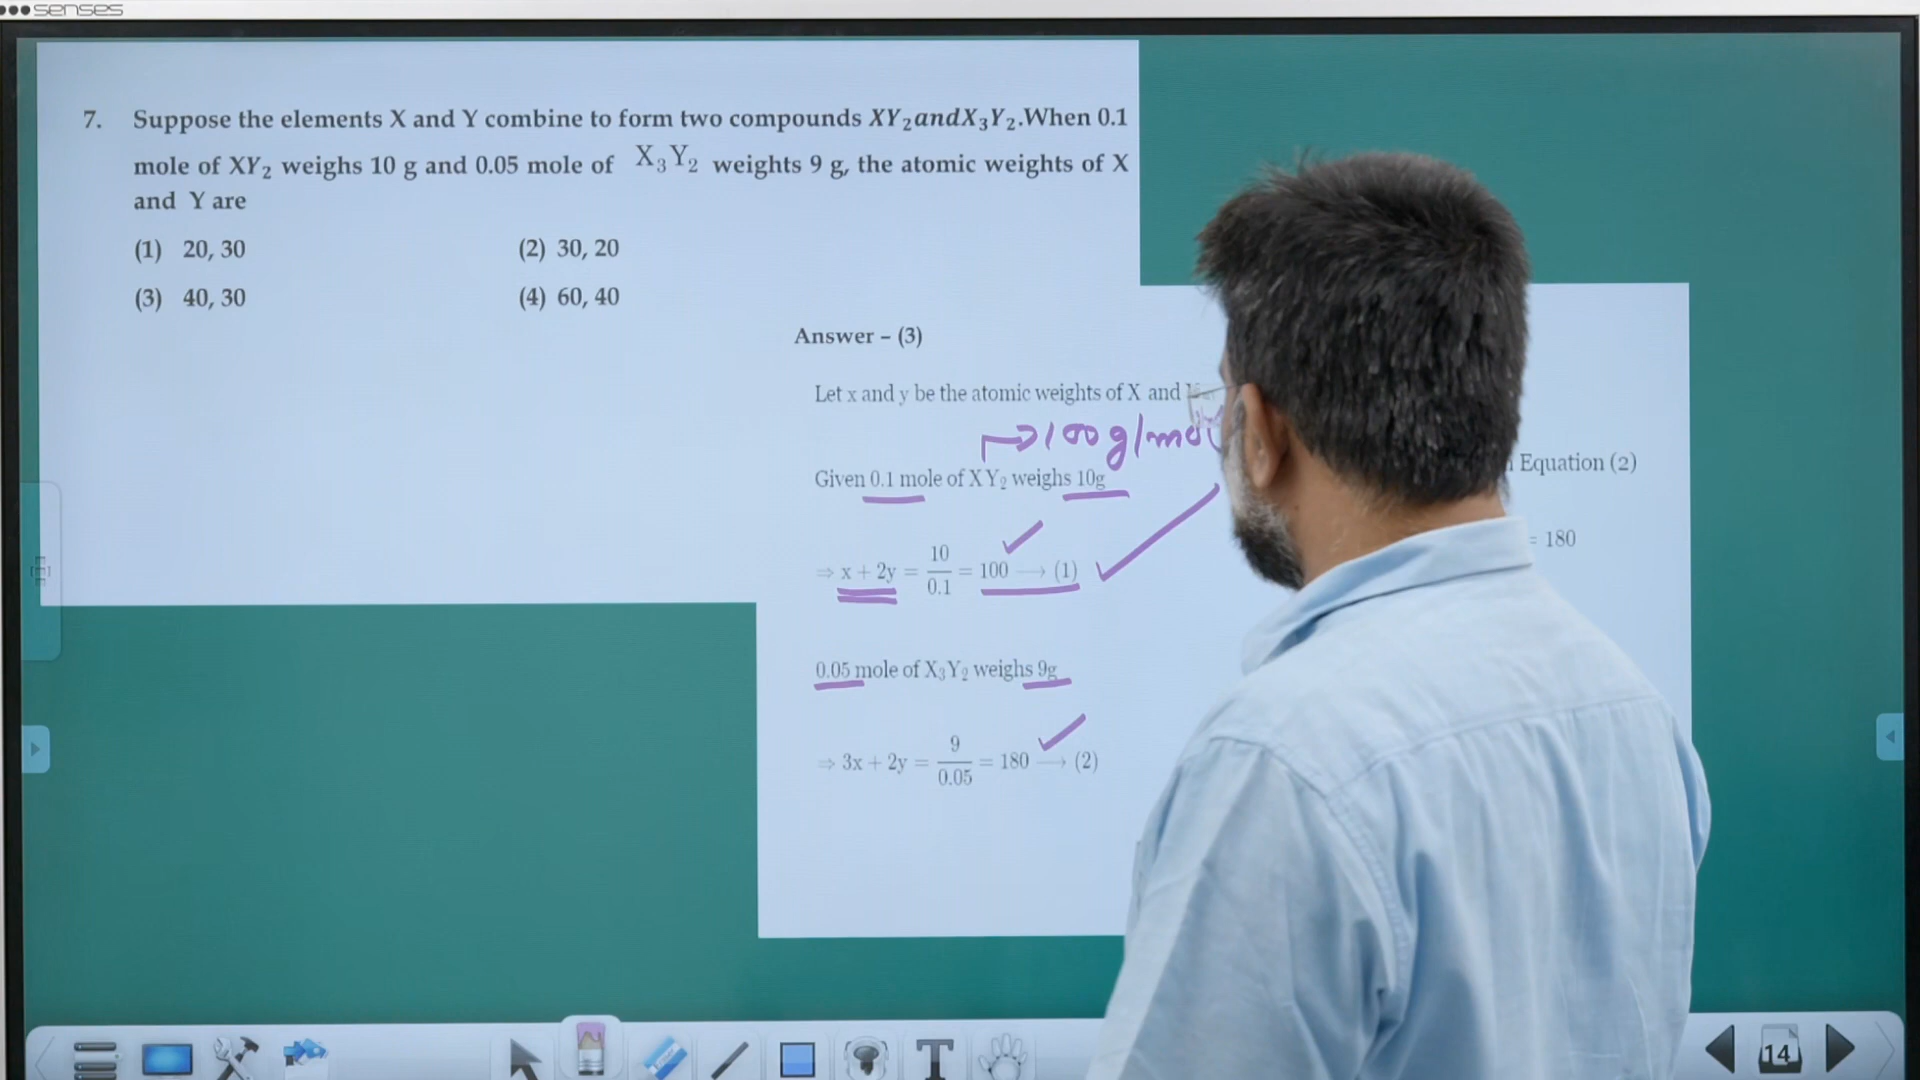 senses
7. Suppose the elements X and Y combine to form two compounds XY₂andX₃Y₂.When 0.1
mole of XY₂ weighs 10 g and 0.05 mole of X₃Y₂ weights 9 g, the atomic weights of X
and Y are
(1) 20, 30 (2) 30, 20
(3) 40, 30 (4) 60, 40
Answer – (3)
Let x and y be the atomic weights of X and
→100g/mol
Given 0.1 mole of XY₂ weighs 10g
⇒ x + 2y = 10/0.1 = 100 ⟶ (1)
0.05 mole of X₃Y₂ weighs 9g
⇒ 3x + 2y = 9/0.05 = 180 ⟶ (2)
Equation (2)
= 180
T
14